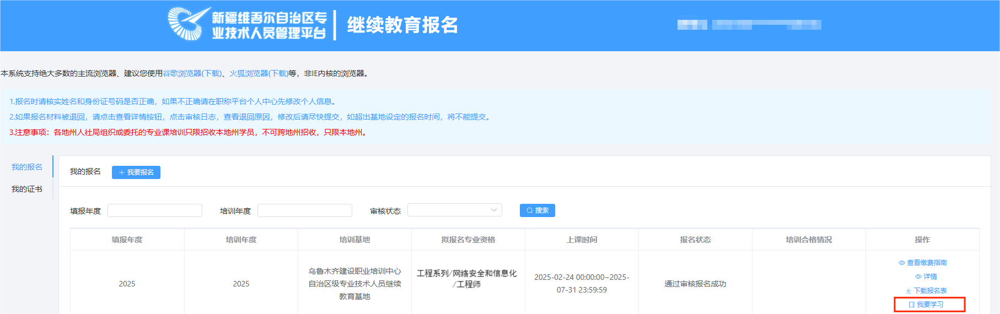 新疆维吾尔自治区专
业技术人员管理平台
继续教育报名
本系统支持绝大多数的主流浏览器、建议您使用谷歌浏览器(下载)、火狐浏览器(下载)等，非IE内核的浏览器。
1.报名时请核实姓名和身份证号码是否正确，如果不正确请在职称平台个人中心先修改个人信息。
2.如果报名材料被退回，请点击查看详情按钮，点击审核日志，查看退回原因，修改后请尽快提交，如超出基地设定的报名时间，将不能提交。
3.注意事项：各地州人社局组织或委托的专业课培训只限招收本地州学员，不可跨地州招收，只限本地州。
我的报名
我的证书
我的报名 我要报名
填报年度 培训年度 审核状态 搜索
填报年度 培训年度 培训基地 拟报名专业资格 上课时间 报名状态 培训合格情况 操作
2025
2025
乌鲁木齐建设职业培训中心
自治区级专业技术人员继续
教育基地
工程系列/网络安全和信息化
/工程师
2025-02-24 00:00:00~2025-
07-31 23:59:59
通过审核报名成功
查看缴费指南
详情
下载报名表
我要学习